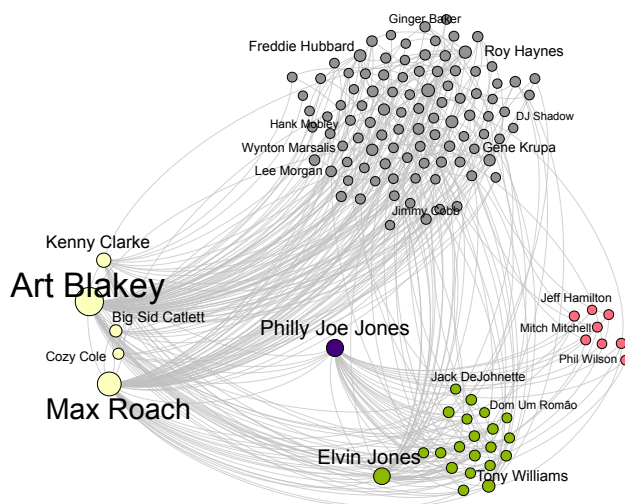 Ginger Baker
Freddie Hubbard
Roy Haynes
DJ Shadow
Hank Mobley
Wynton Marsalis
Gene Krupa
Lee Morgan
Jimmy Cobb
Kenny Clarke
Art Blakey
Jeff Hamilton
Big Sid Catlett
Philly Joe Jones
Mitch Mitchell
Cozy Cole
Phil Wilson
Jack DeJohnette
Max Roach
Dom Um Romão
Elvin Jones
Tony Williams